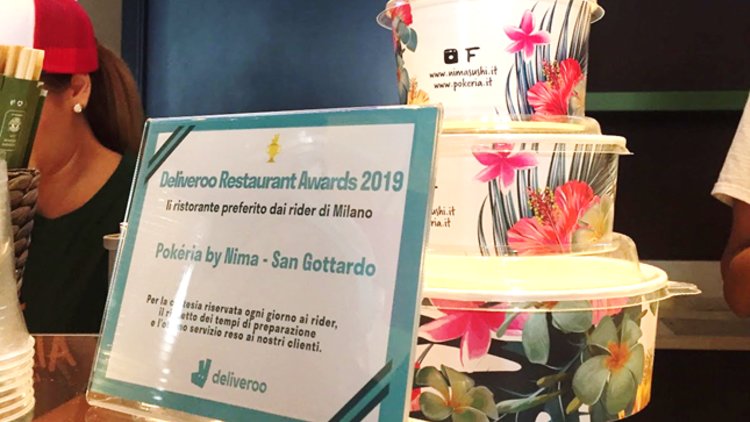 Deliveroo Restaurant Awards 2019
Il ristorante preferito dai rider di Milano
Pokéria by Nima - San Gottardo
Per la cortesia riservata ogni giorno ai rider,
il rispetto dei tempi di preparazione
e l'ottimo servizio reso ai nostri clienti.
deliveroo
www.nimasushi.it
www.pokeria.it